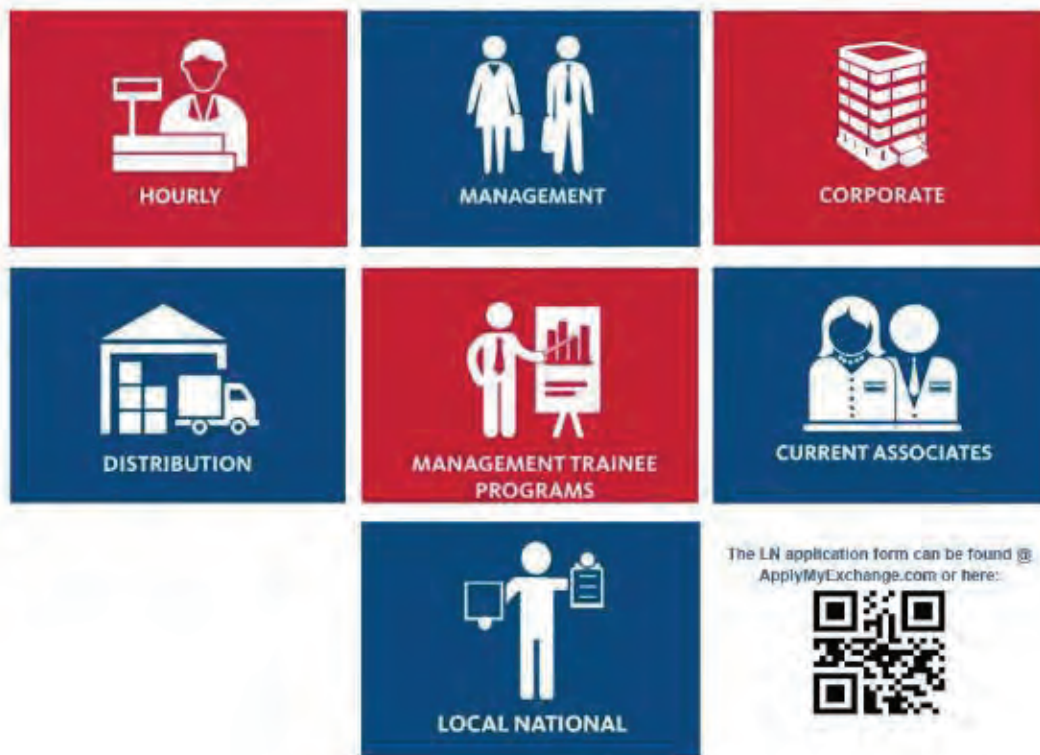 HOURLY
MANAGEMENT
CORPORATE
DISTRIBUTION
MANAGEMENT TRAINEE
PROGRAMS
CURRENT ASSOCIATES
LOCAL NATIONAL
The LN application form can be found @
ApplyMyExchange.com or here: